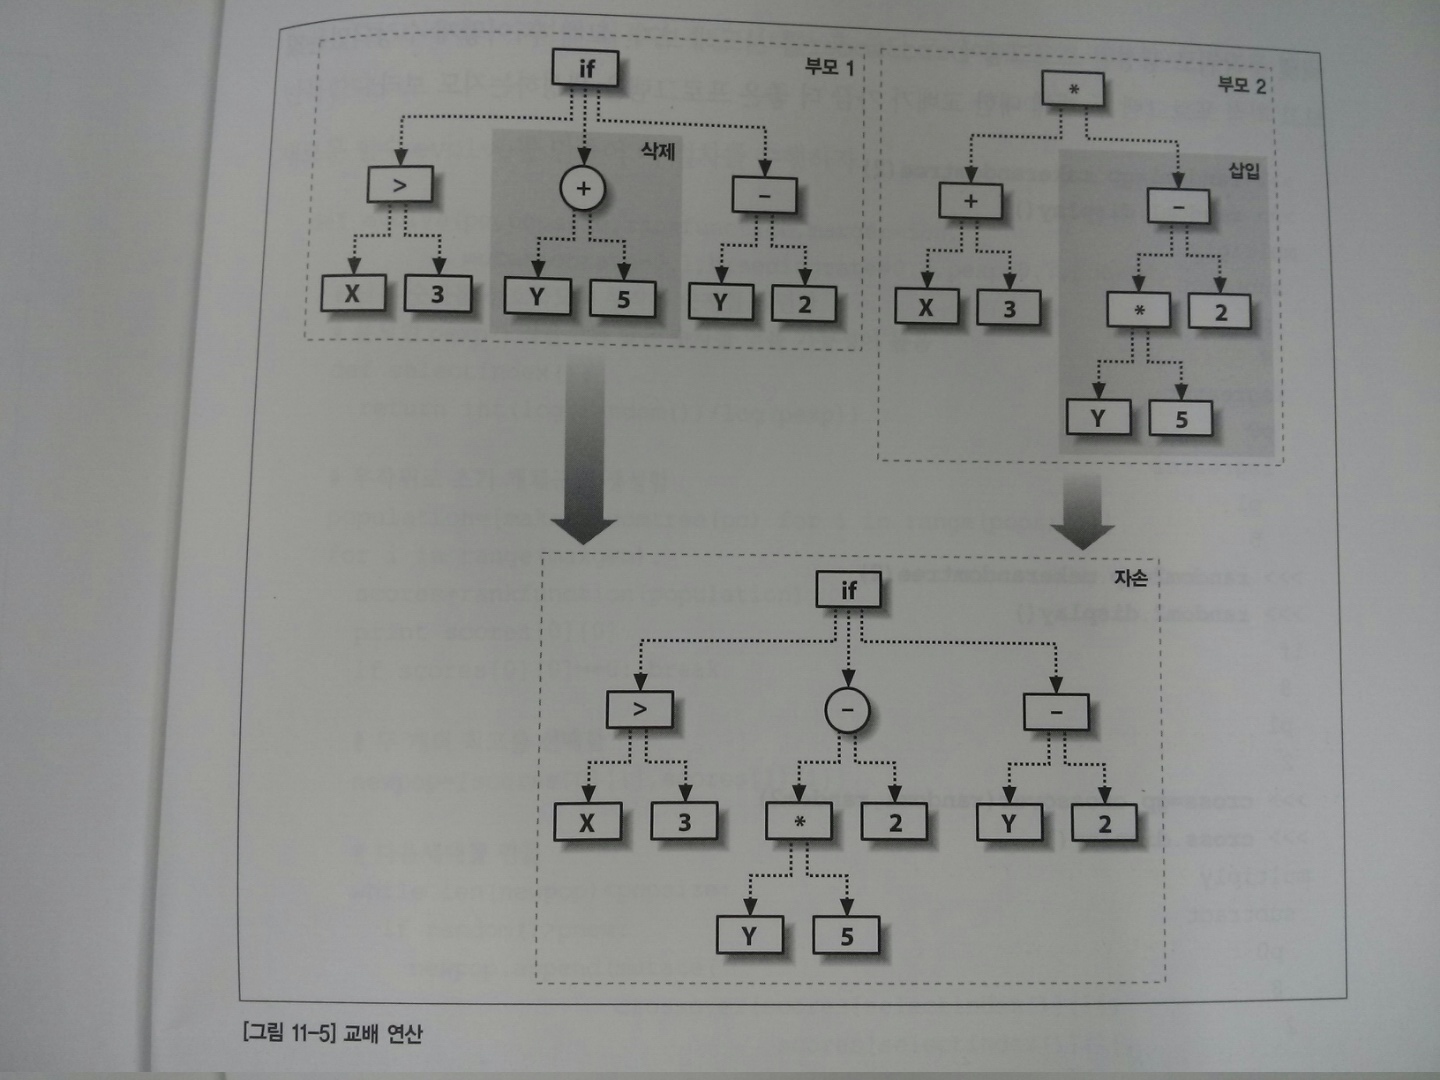 부모 1
if
삭제
> + -
X 3 Y 5 Y 2
부모 2
*
삽입
+ -
X 3 * 2
Y 5
자손
if
> - -
X 3 * 2 Y 2
Y 5
[그림 11-5] 교배 연산